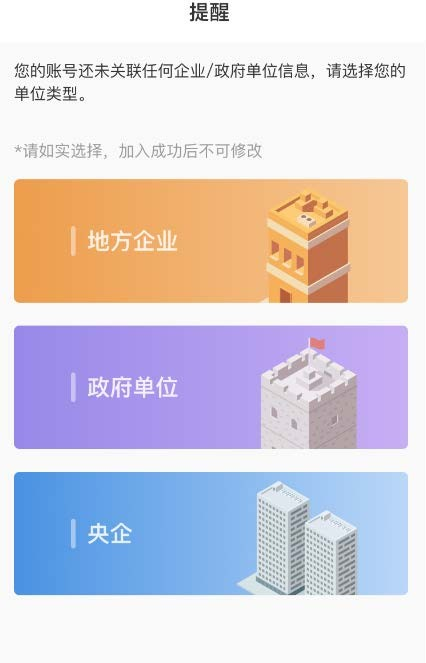 提醒
您的账号还未关联任何企业/政府单位信息，请选择您的
单位类型。
*请如实选择，加入成功后不可修改
地方企业
政府单位
央企